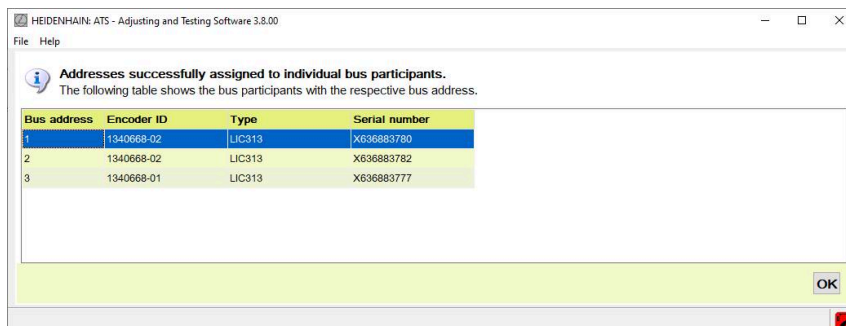 HEIDENHAIN: ATS - Adjusting and Testing Software 3.8.00
File Help
Addresses successfully assigned to individual bus participants.
The following table shows the bus participants with the respective bus address.
Bus address Encoder ID Type Serial number
1 1340668-02 LIC313 X636883780
2 1340668-02 LIC313 X636883782
3 1340668-01 LIC313 X636883777
OK